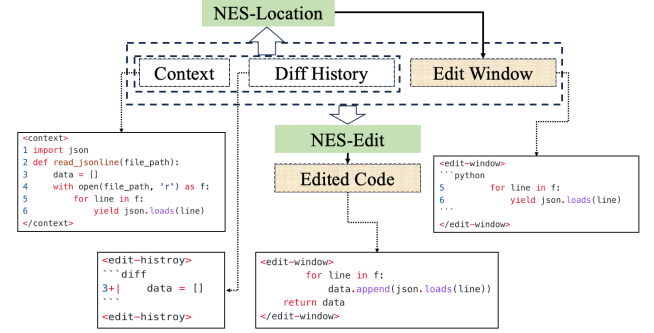 NES-Location
Context
Diff History
Edit Window
NES-Edit
Edited Code
<context>
1 import json
2 def read_jsonline(file_path):
3     data = []
4     with open(file_path, 'r') as f:
5         for line in f:
6             yield json.loads(line)
</context>
<edit-window>
```python
5         for line in f:
6             yield json.loads(line)
```
</edit-window>
<edit-histroy>
```diff
3+|    data = []
```
<edit-histroy>
<edit-window>
        for line in f:
            data.append(json.loads(line))
    return data
</edit-window>